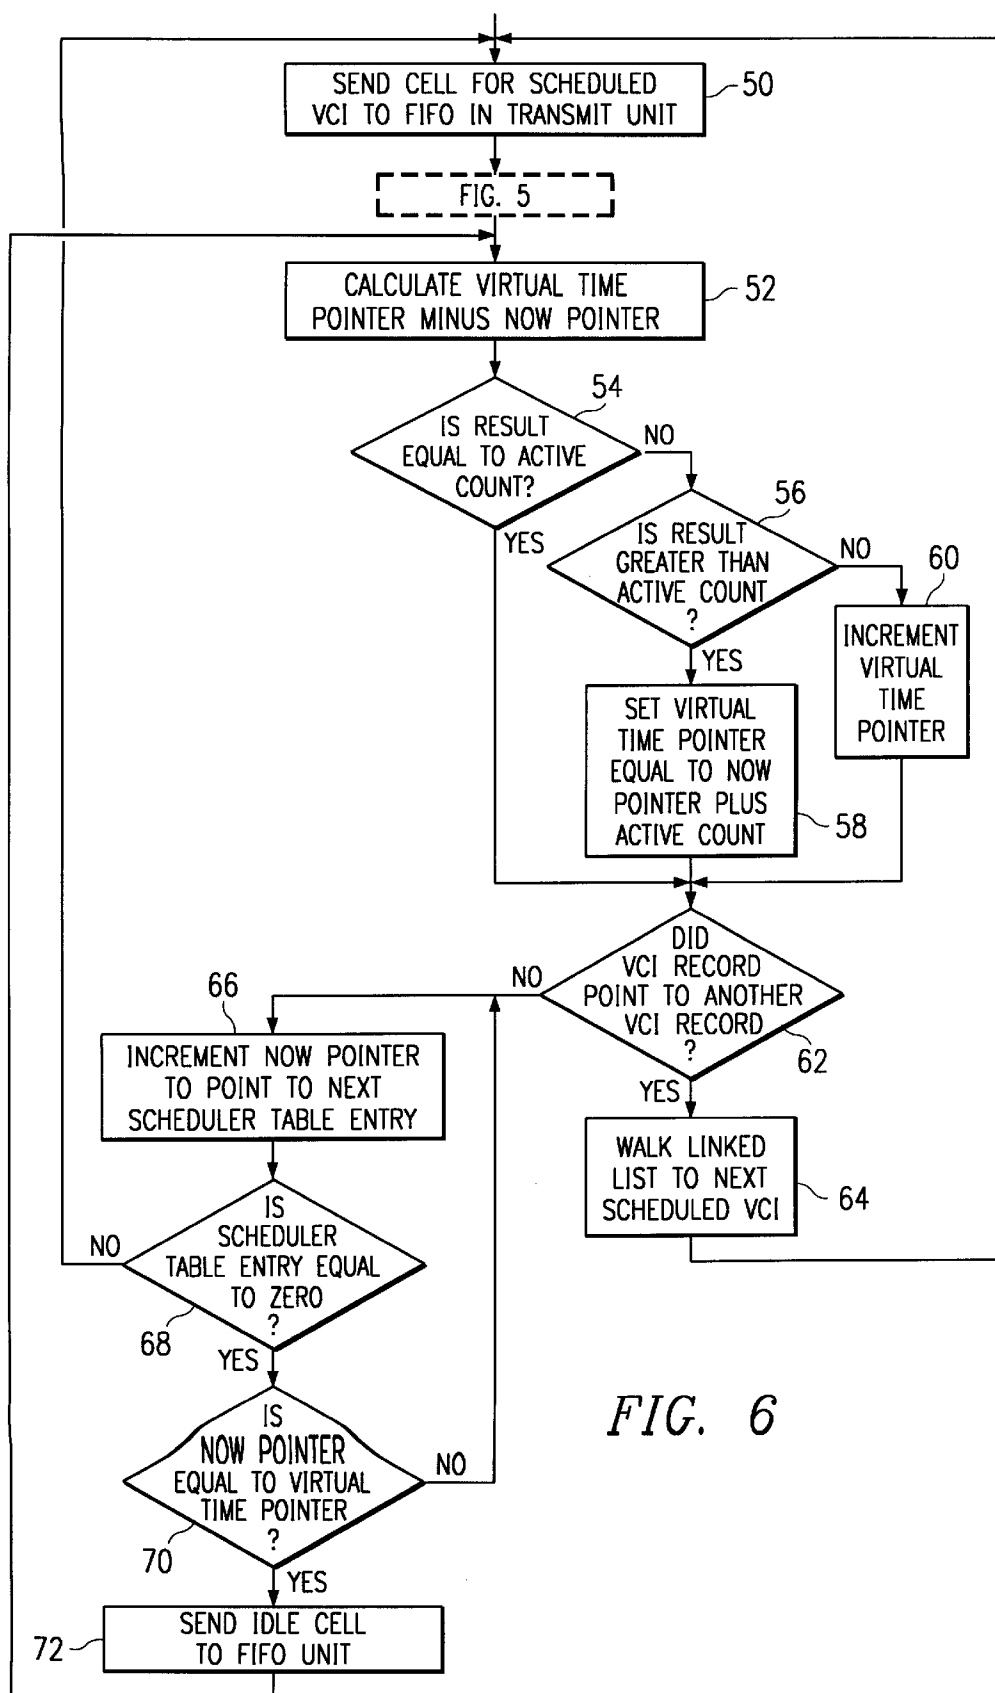 SEND CELL FOR SCHEDULED
VCI TO FIFO IN TRANSMIT UNIT
50
FIG. 5
CALCULATE VIRTUAL TIME
POINTER MINUS NOW POINTER
52
54
IS RESULT
EQUAL TO ACTIVE
COUNT?
NO
YES
56
IS RESULT
GREATER THAN
ACTIVE COUNT
?
NO
YES
60
INCREMENT
VIRTUAL
TIME
POINTER
SET VIRTUAL
TIME POINTER
EQUAL TO NOW
POINTER PLUS
ACTIVE COUNT
58
DID
VCI RECORD
POINT TO ANOTHER
VCI RECORD
?
62
NO
YES
66
INCREMENT NOW POINTER
TO POINT TO NEXT
SCHEDULER TABLE ENTRY
WALK LINKED
LIST TO NEXT
SCHEDULED VCI
64
IS
SCHEDULER
TABLE ENTRY EQUAL
TO ZERO
?
NO
68
YES
IS
NOW POINTER
EQUAL TO VIRTUAL
TIME POINTER
?
NO
70
YES
SEND IDLE CELL
TO FIFO UNIT
72
FIG. 6